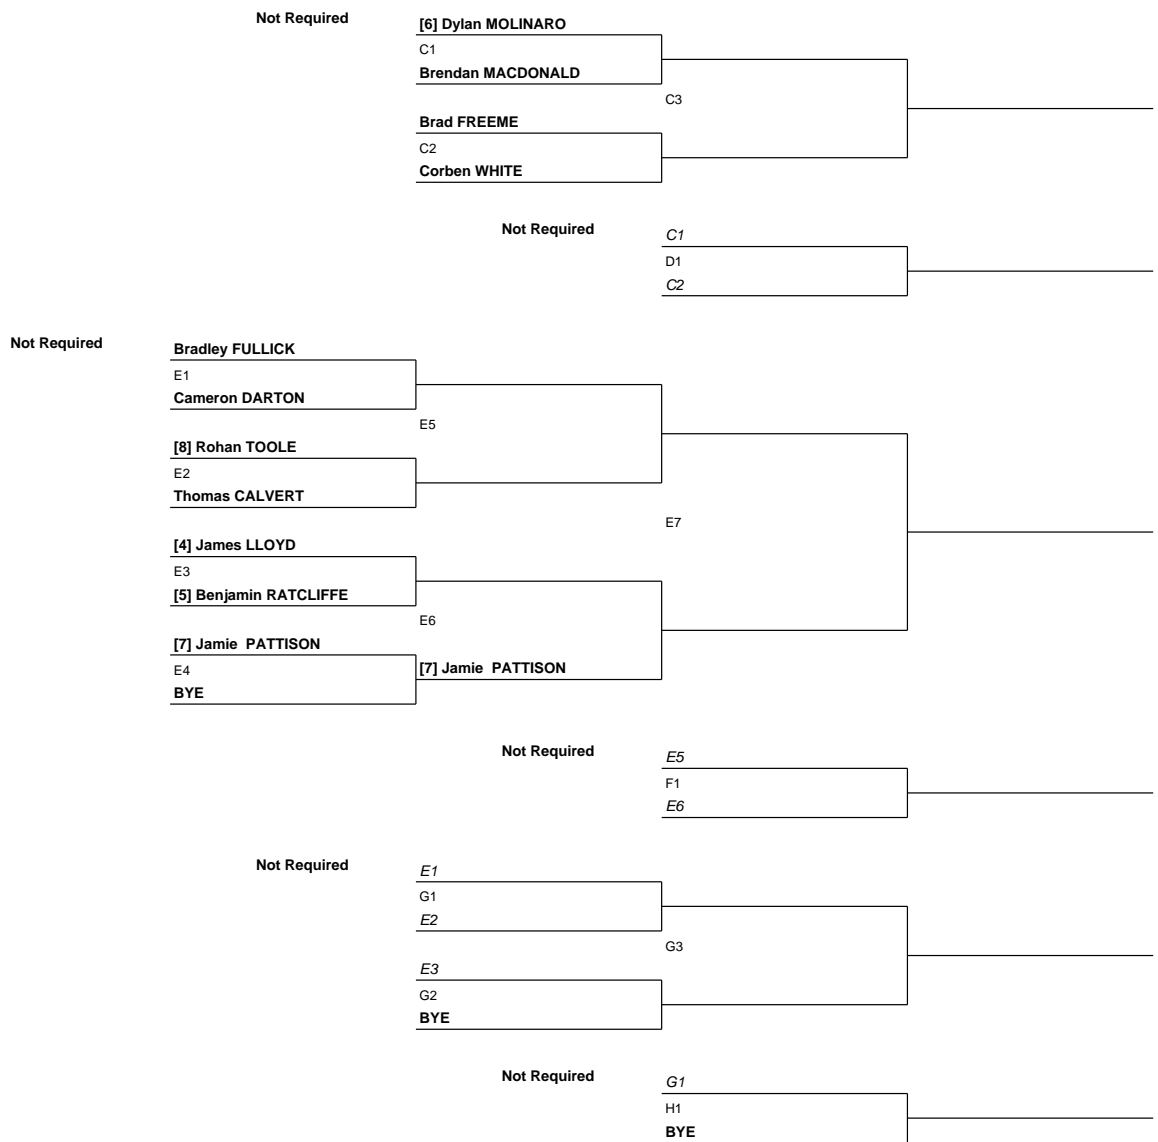 Not Required
[6] Dylan MOLINARO
C1
Brendan MACDONALD
C3
Brad FREEME
C2
Corben WHITE
Not Required
C1
D1
C2
Not Required
Bradley FULLICK
E1
Cameron DARTON
E5
[8] Rohan TOOLE
E2
Thomas CALVERT
E7
[4] James LLOYD
E3
[5] Benjamin RATCLIFFE
E6
[7] Jamie  PATTISON
E4
[7] Jamie  PATTISON
BYE
Not Required
E5
F1
E6
Not Required
E1
G1
E2
G3
E3
G2
BYE
Not Required
G1
H1
BYE